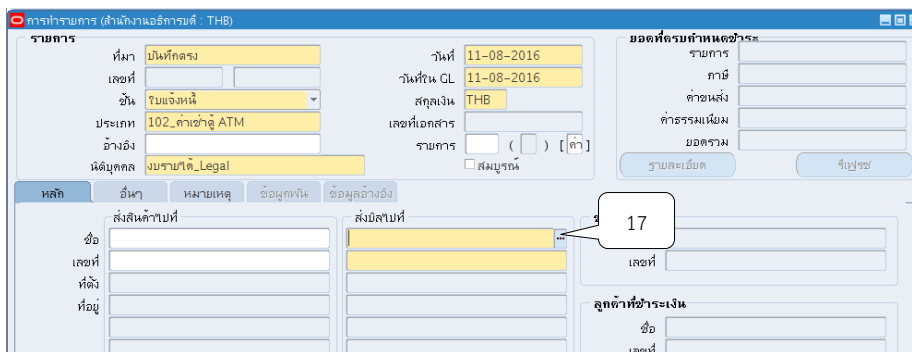 การทำรายการ (สำนักงานอธิการบดี : THB)
รายการ
ที่มา บันทึกตรง
เลขที่
ชั้น ใบแจ้งหนี้
ประเภท 102_ค่าเช่าตู้ ATM
อ้างอิง
นิติบุคคล งบรายได้_Legal
วันที่ 11-08-2016
วันที่ใน GL 11-08-2016
สกุลเงิน THB
เลขที่เอกสาร
รายการ ( ) [ค่า]
สมบูรณ์
ยอดที่ครบกำหนดชำระ
รายการ
ภาษี
ค่าขนส่ง
ค่าธรรมเนียม
ยอดรวม
รายละเอียด รีเฟรช
หลัก อื่นๆ หมายเหตุ ข้อผูกพัน ข้อมูลอ้างอิง
ส่งสินค้าไปที่ ส่งบิลไปที่
ชื่อ
เลขที่
ที่ตั้ง
ที่อยู่
17
เลขที่
ลูกค้าที่ชำระเงิน
ชื่อ
เลขที่